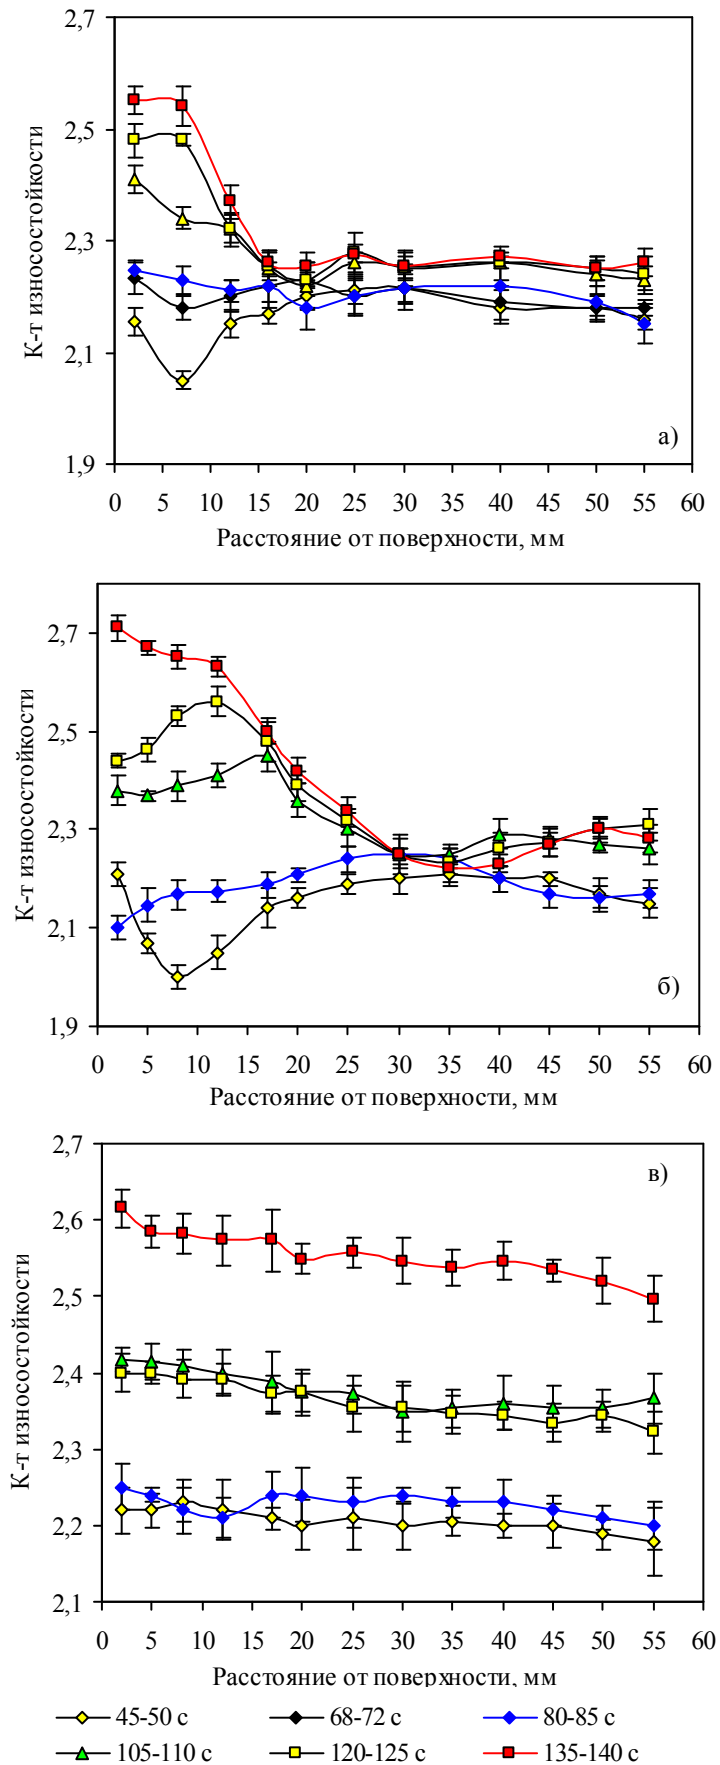 2,7
2,5
2,3
2,1
1,9
К-т износостойкости
а)
0 5 10 15 20 25 30 35 40 45 50 55 60
Расстояние от поверхности, мм
2,7
2,5
2,3
2,1
1,9
К-т износостойкости
б)
0 5 10 15 20 25 30 35 40 45 50 55 60
Расстояние от поверхности, мм
2,7
2,6
2,5
2,4
2,3
2,2
2,1
К-т износостойкости
в)
0 5 10 15 20 25 30 35 40 45 50 55 60
Расстояние от поверхности, мм
45-50 с 68-72 с 80-85 с
105-110 с 120-125 с 135-140 с